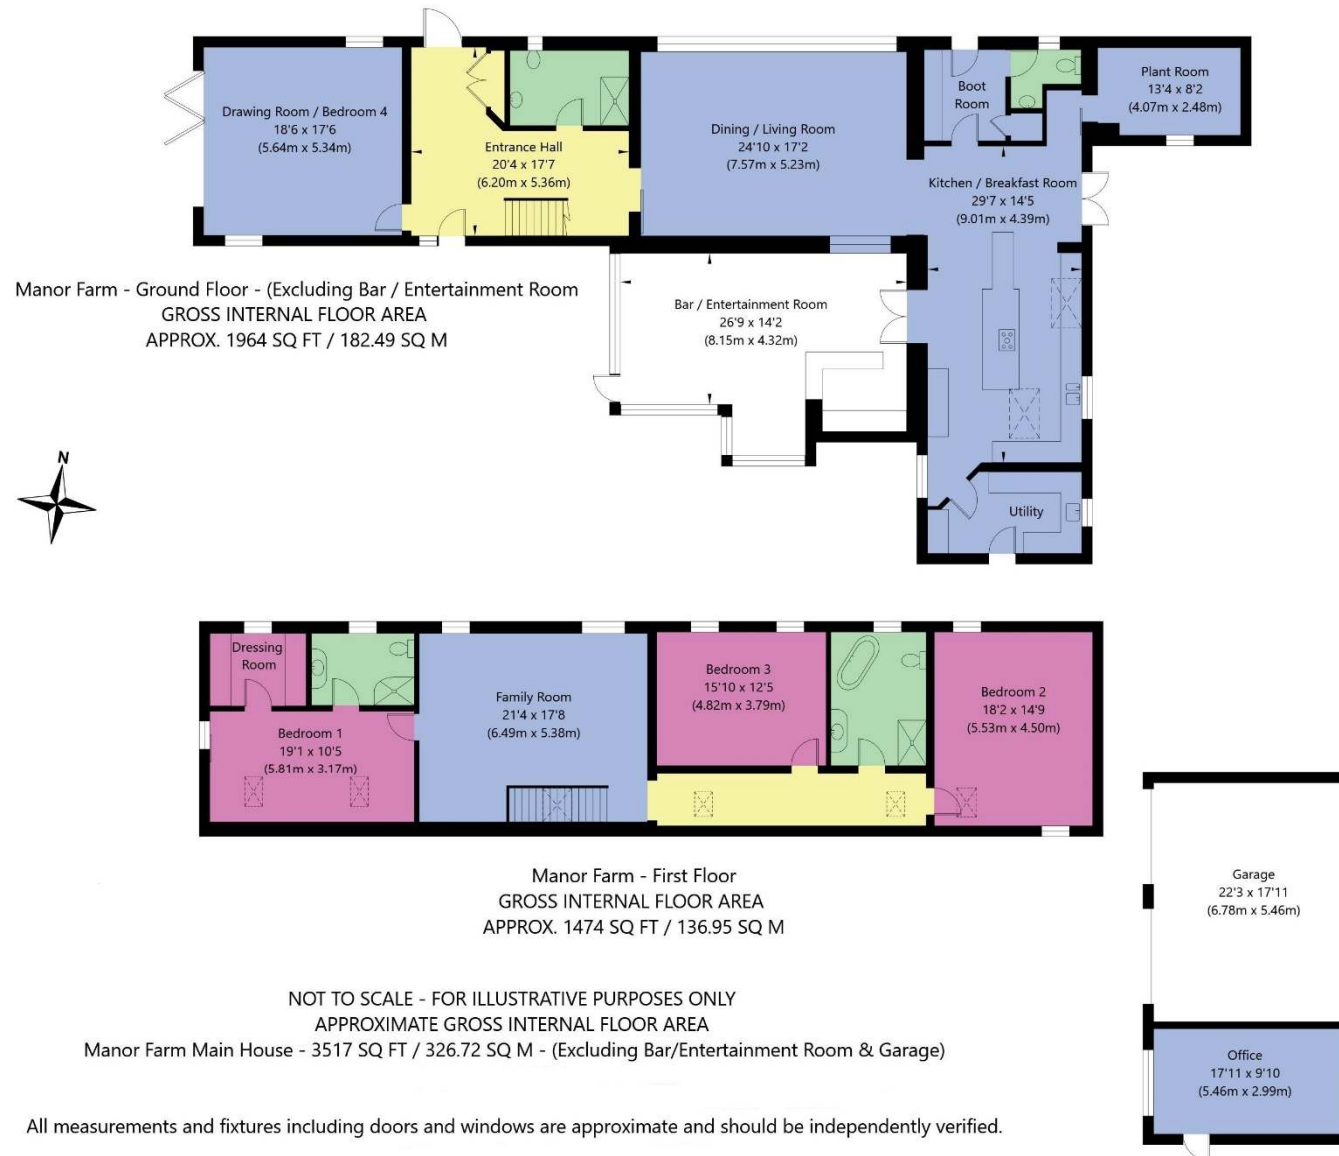 Drawing Room / Bedroom 4
18'6 x 17'6
(5.64m x 5.34m)
Entrance Hall
20'4 x 17'7
(6.20m x 5.36m)
Dining / Living Room
24'10 x 17'2
(7.57m x 5.23m)
Boot
Room
Plant Room
13'4 x 8'2
(4.07m x 2.48m)
Kitchen / Breakfast Room
29'7 x 14'5
(9.01m x 4.39m)
Bar / Entertainment Room
26'9 x 14'2
(8.15m x 4.32m)
Utility
Manor Farm - Ground Floor - (Excluding Bar / Entertainment Room
GROSS INTERNAL FLOOR AREA
APPROX. 1964 SQ FT / 182.49 SQ M
N
Dressing
Room
Bedroom 1
19'1 x 10'5
(5.81m x 3.17m)
Family Room
21'4 x 17'8
(6.49m x 5.38m)
Bedroom 3
15'10 x 12'5
(4.82m x 3.79m)
Bedroom 2
18'2 x 14'9
(5.53m x 4.50m)
Manor Farm - First Floor
GROSS INTERNAL FLOOR AREA
APPROX. 1474 SQ FT / 136.95 SQ M
Garage
22'3 x 17'11
(6.78m x 5.46m)
Office
17'11 x 9'10
(5.46m x 2.99m)
NOT TO SCALE - FOR ILLUSTRATIVE PURPOSES ONLY
APPROXIMATE GROSS INTERNAL FLOOR AREA
Manor Farm Main House - 3517 SQ FT / 326.72 SQ M - (Excluding Bar/Entertainment Room & Garage)
All measurements and fixtures including doors and windows are approximate and should be independently verified.